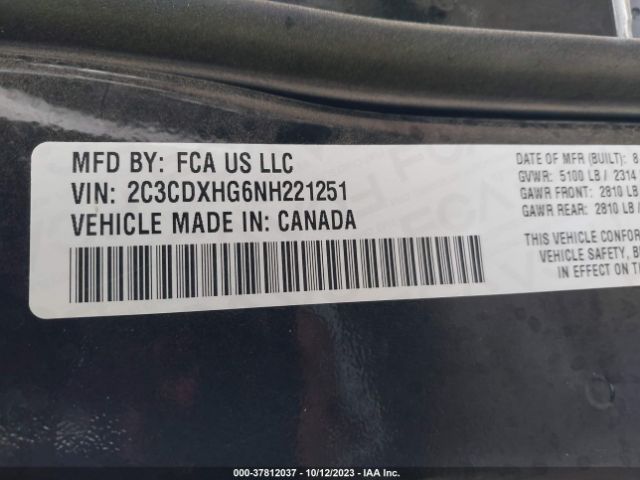 MFD BY: FCA US LLC
VIN: 2C3CDXHG6NH221251
VEHICLE MADE IN: CANADA
DATE OF MFR (BUILT): 8
GVWR: 5100 LB / 2314
GAWR FRONT: 2810 LB
GAWR REAR: 2810 LB /
THIS VEHICLE CONFOR
VEHICLE SAFETY, B
IN EFFECT ON T
000-37812037 - 10/12/2023 - IAA Inc.